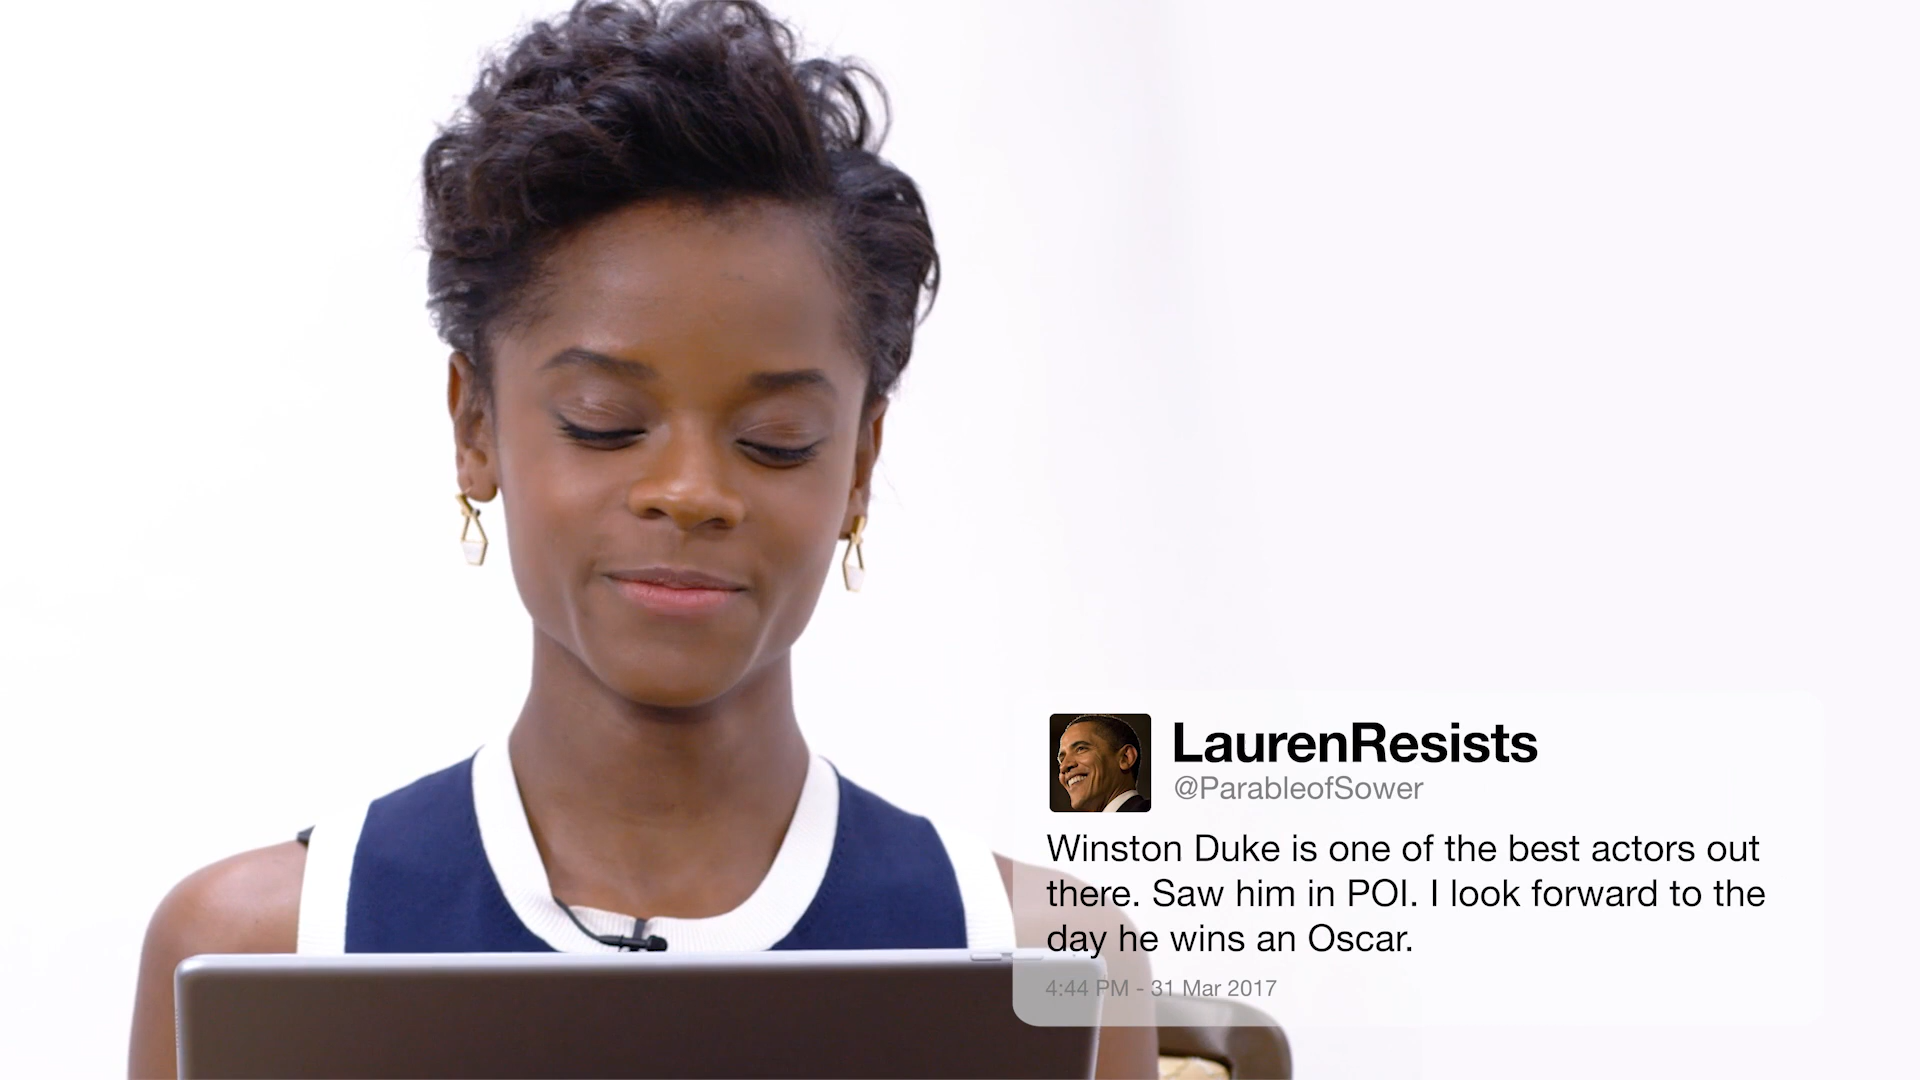 LaurenResists
@ParableofSower
Winston Duke is one of the best actors out
there. Saw him in POI. I look forward to the
day he wins an Oscar.
4:44 PM - 31 Mar 2017